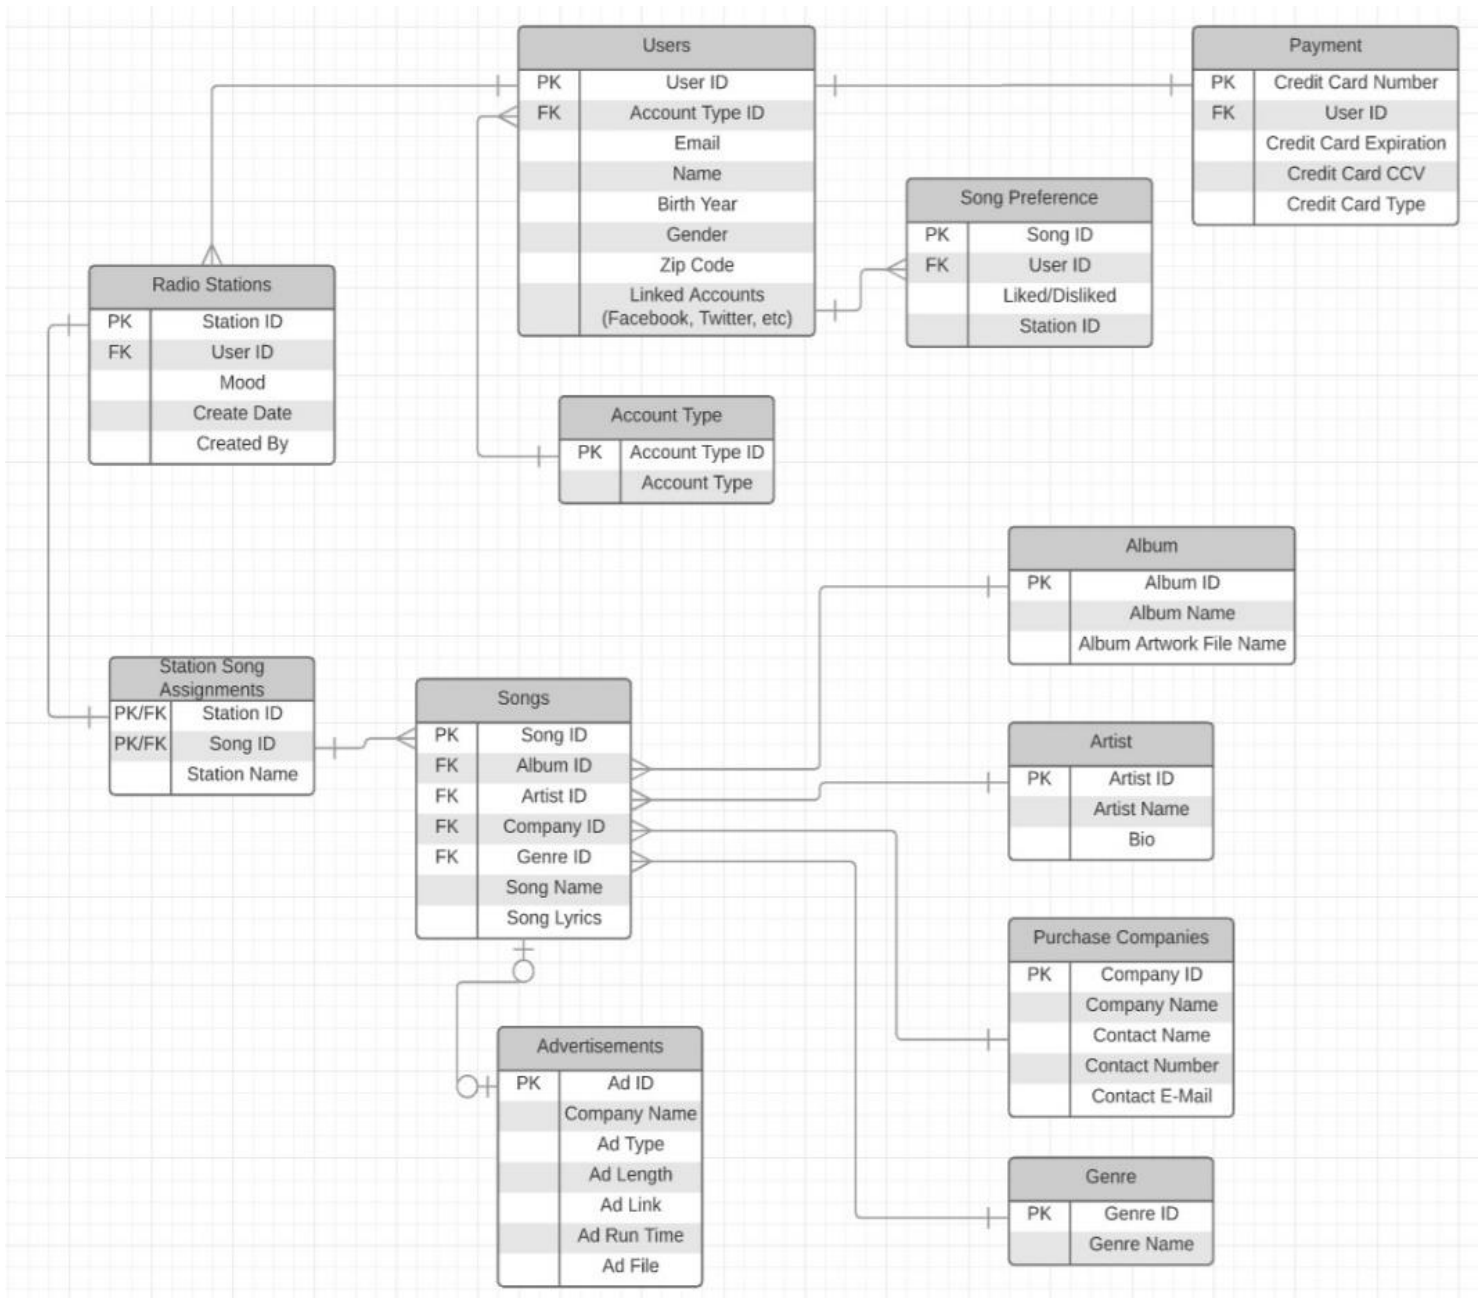 Users
PK User ID
FK Account Type ID
Email
Name
Birth Year
Gender
Zip Code
Linked Accounts
(Facebook, Twitter, etc)
Payment
PK Credit Card Number
FK User ID
Credit Card Expiration
Credit Card CCV
Credit Card Type
Song Preference
PK Song ID
FK User ID
Liked/Disliked
Station ID
Radio Stations
PK Station ID
FK User ID
Mood
Create Date
Created By
Account Type
PK Account Type ID
Account Type
Album
PK Album ID
Album Name
Album Artwork File Name
Station Song
Assignments
PK/FK Station ID
PK/FK Song ID
Station Name
Songs
PK Song ID
FK Album ID
FK Artist ID
FK Company ID
FK Genre ID
Song Name
Song Lyrics
Artist
PK Artist ID
Artist Name
Bio
Purchase Companies
PK Company ID
Company Name
Contact Name
Contact Number
Contact E-Mail
Advertisements
PK Ad ID
Company Name
Ad Type
Ad Length
Ad Link
Ad Run Time
Ad File
Genre
PK Genre ID
Genre Name